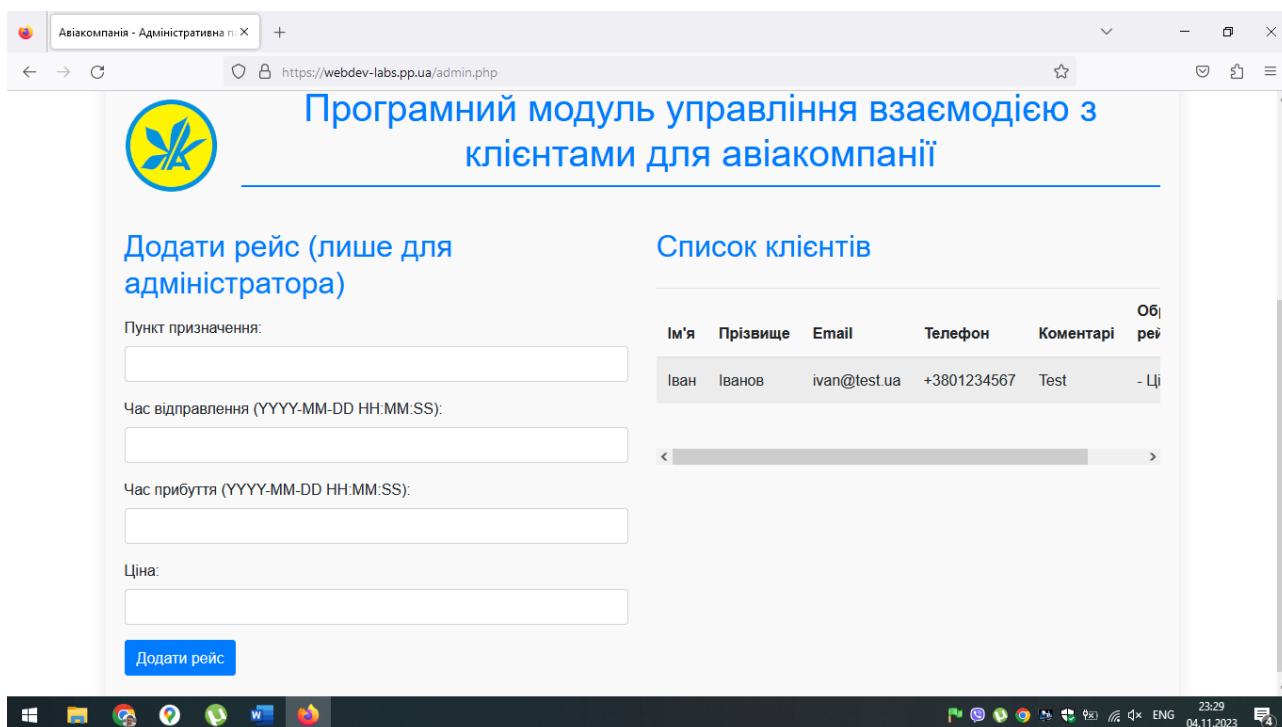 Авіакомпанія - Адміністративна
https://webdev-labs.pp.ua/admin.php
Програмний модуль управління взаємодією з
клієнтами для авіакомпанії
Додати рейс (лише для
адміністратора)
Пункт призначення:
Час відправлення (YYYY-MM-DD HH:MM:SS):
Час прибуття (YYYY-MM-DD HH:MM:SS):
Ціна:
Додати рейс
Список клієнтів
Ім'я Прізвище Email Телефон Коментарі
Іван Іванов ivan@test.ua +3801234567 Test - Ці
ENG
23:29
04.11.2023